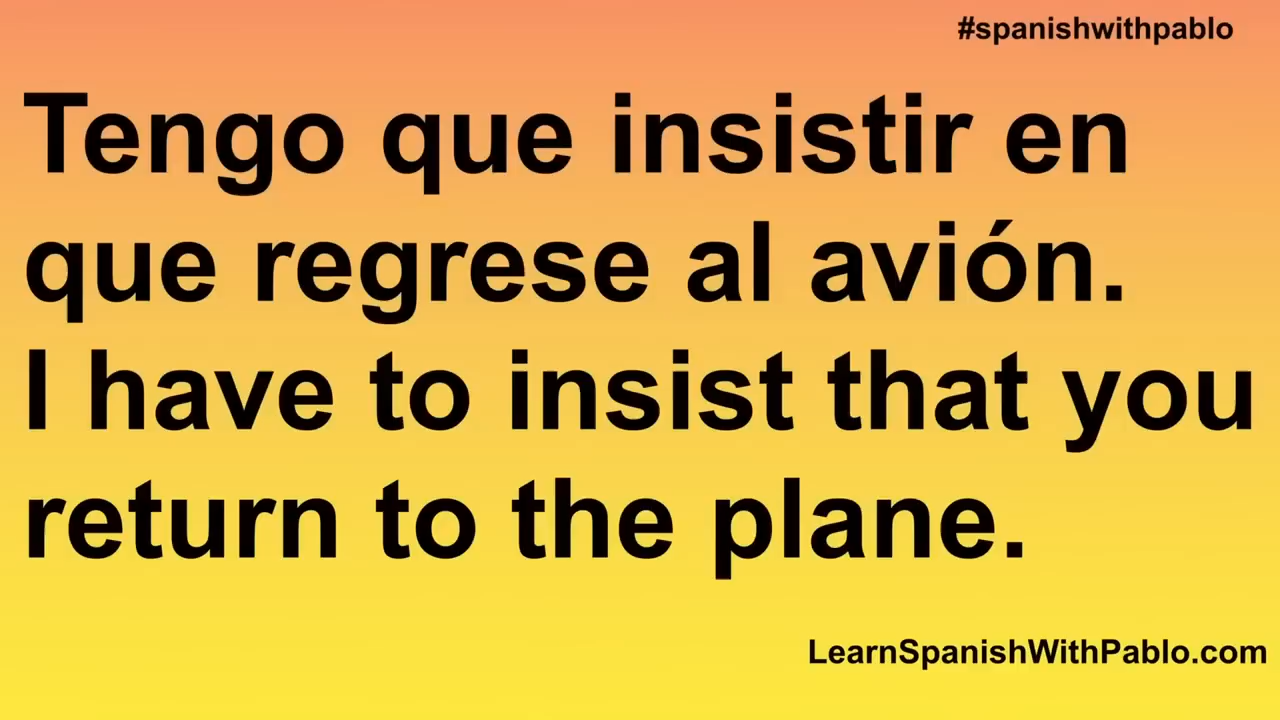 #spanishwithpablo
Tengo que insistir en
que regrese al avión.
I have to insist that you
return to the plane.
LearnSpanishWithPablo.com